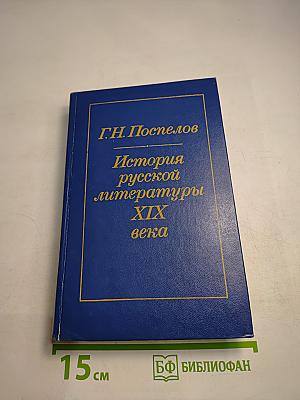 Г.Н. Поспелов
История
русской
литературы
XIX
века
15 см
БФ БИБЛИОФАН